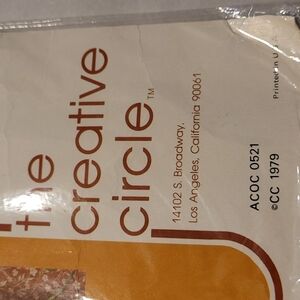 the
creative
circle™
14102 S. Broadway,
Los Angeles, California 90061
ACOC 0521
©CC 1979
Printed in U.S.A.